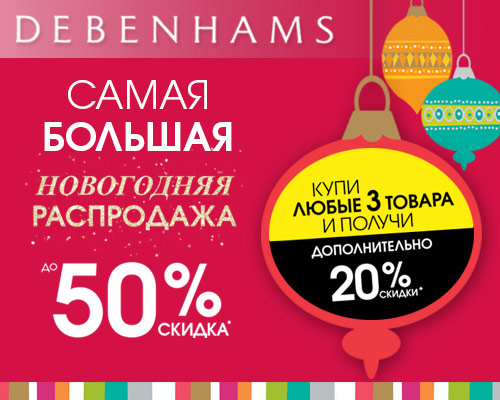 DEBENHAMS
САМАЯ
БОЛЬШАЯ
НОВОГОДНЯЯ
РАСПРОДАЖА
ДО 50% СКИДКА*
КУПИ
ЛЮБЫЕ 3 ТОВАРА
И ПОЛУЧИ
ДОПОЛНИТЕЛЬНО
20% СКИДКИ*